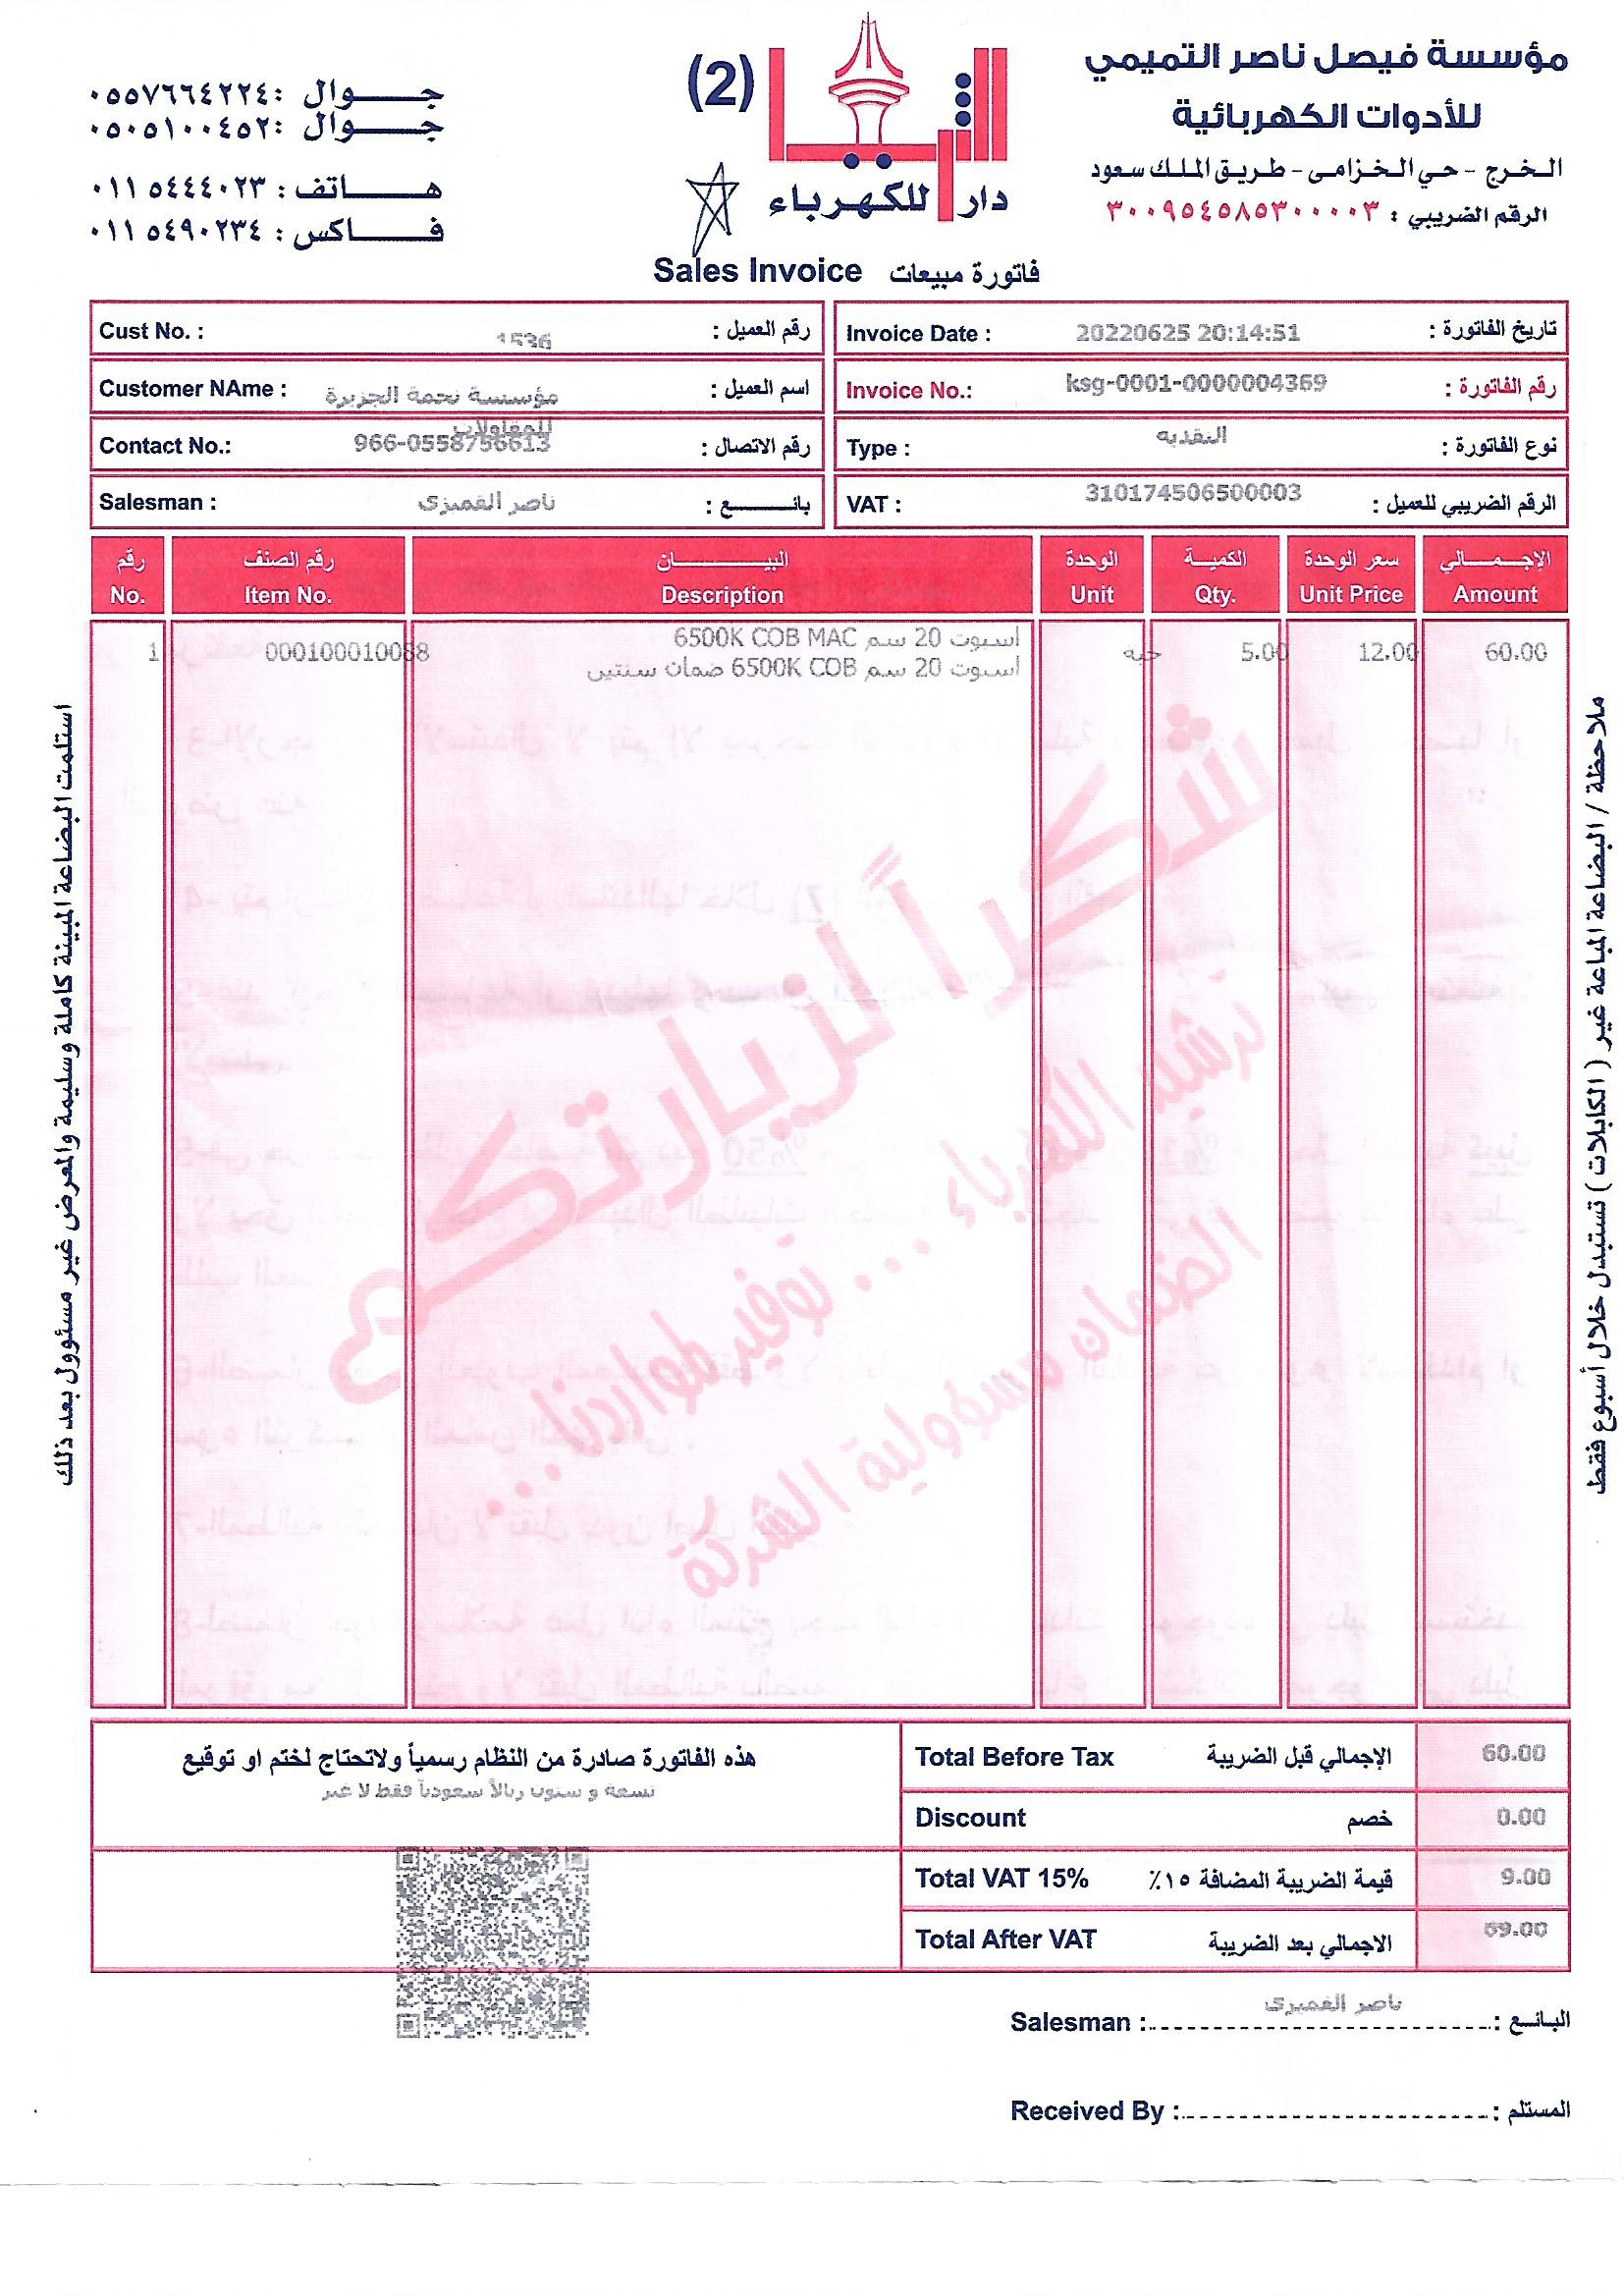 مؤسسة فيصل ناصر التميمي
للأدوات الكهربائية
الخرج - حي الخزامى - طريق الملك سعود
الرقم الضريبي : ٣٠٠٩٥٤٥٨٥٣٠٠٠٠٣
(2)
دار للكهرباء
جوال : ٠٥٥٧٦٦٤٢٢٤
جوال : ٠٥٠٥١٠٠٤٥٢
هاتف : ٠١١ ٥٤٤٤٠٢٣
فاكس : ٠١١ ٥٤٩٠٢٣٤
Sales Invoice فاتورة مبيعات
Cust No. : 1536 رقم العميل :
Invoice Date : 20220625 20:14:51 تاريخ الفاتورة :
Customer NAme : مؤسسة نجمة الجزيرة للمقاولات اسم العميل :
Invoice No.: ksg-0001-0000004369 رقم الفاتورة :
Contact No.: 966-0558756613 رقم الاتصال :
Type : النقديه نوع الفاتورة :
Salesman : ناصر القميزى بائع :
VAT : 310174506500003 الرقم الضريبي للعميل :
رقم رقم الصنف البيان الوحدة الكمية سعر الوحدة الإجمالي
No. Item No. Description Unit Qty. Unit Price Amount
1 000100010088 اسبوت 20 سم 6500K COB MAC حبه 5.00 12.00 60.00
اسبوت 20 سم 6500K COB ضمان سنتين
شكراً لزيارتكم
ترشيد الكهرباء ... توفير لمواردنا...
الضمان مسؤولية الشركة
استلمت البضاعة المبينة كاملة وسليمة والمعرض غير مسئوول بعد ذلك
ملاحظة / البضاعة المباعة غير ( الكابلات ) تستبدل خلال أسبوع فقط
هذه الفاتورة صادرة من النظام رسمياً ولاتحتاج لختم او توقيع
تسعة و ستون ريالاً سعودياً فقط لا غير
Total Before Tax الإجمالي قبل الضريبة 60.00
Discount خصم 0.00
Total VAT 15% قيمة الضريبة المضافة ١٥٪ 9.00
Total After VAT الاجمالي بعد الضريبة 69.00
Salesman : ناصر القميزى البائع :
Received By : المستلم :